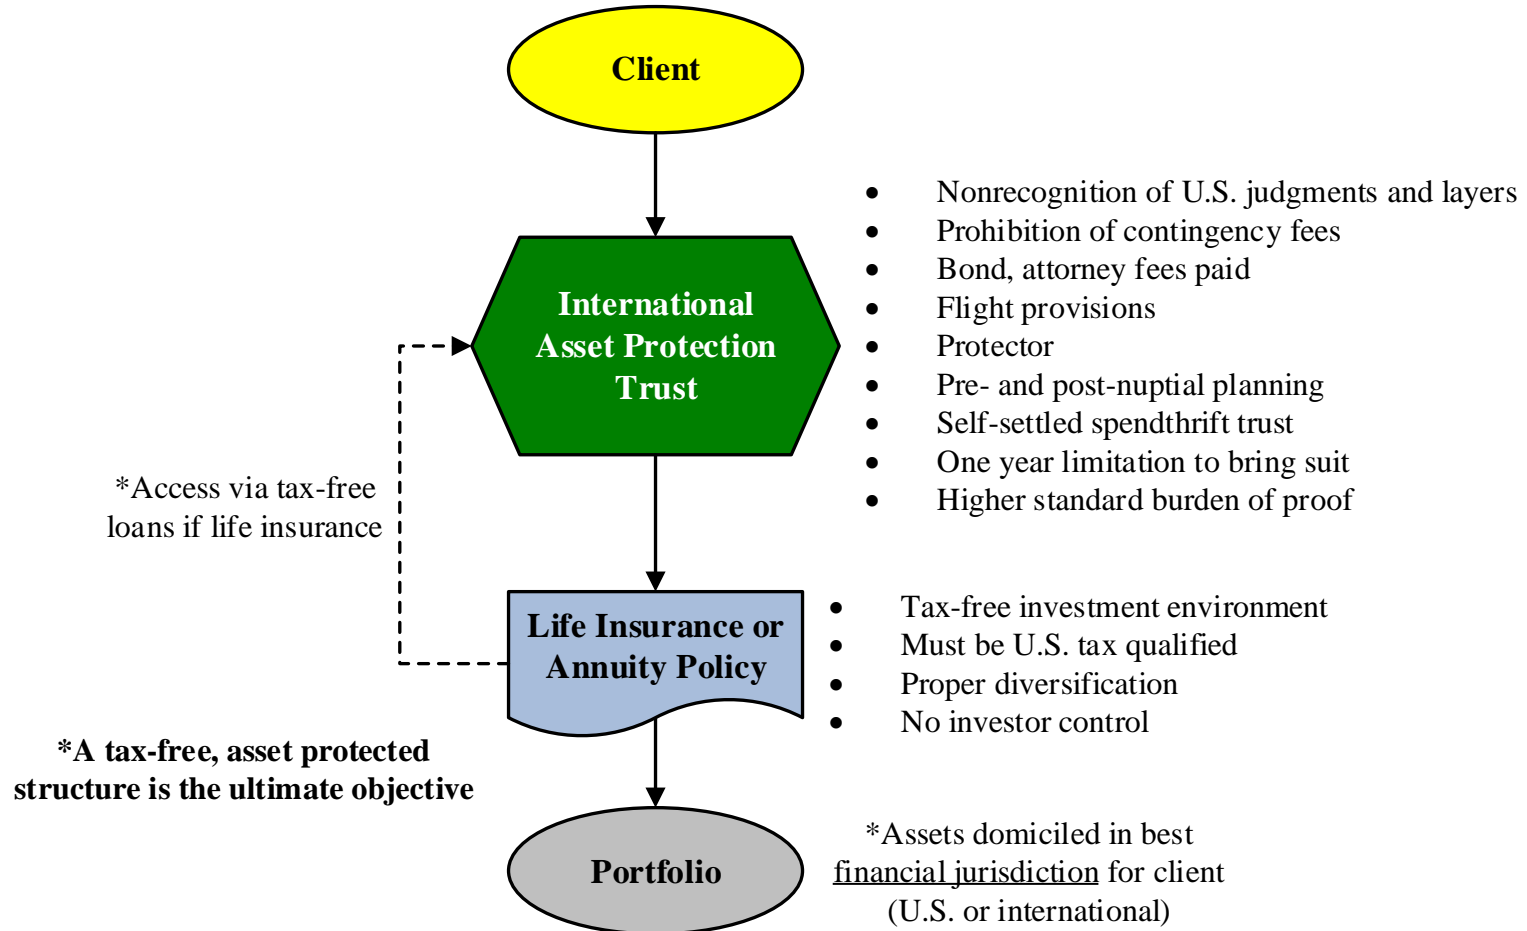 Client
• Nonrecognition of U.S. judgments and layers
• Prohibition of contingency fees
• Bond, attorney fees paid
• Flight provisions
• Protector
• Pre- and post-nuptial planning
• Self-settled spendthrift trust
• One year limitation to bring suit
• Higher standard burden of proof
International
Asset Protection
Trust
*Access via tax-free
loans if life insurance
Life Insurance or
Annuity Policy
• Tax-free investment environment
• Must be U.S. tax qualified
• Proper diversification
• No investor control
*A tax-free, asset protected
structure is the ultimate objective
Portfolio
*Assets domiciled in best
financial jurisdiction for client
(U.S. or international)